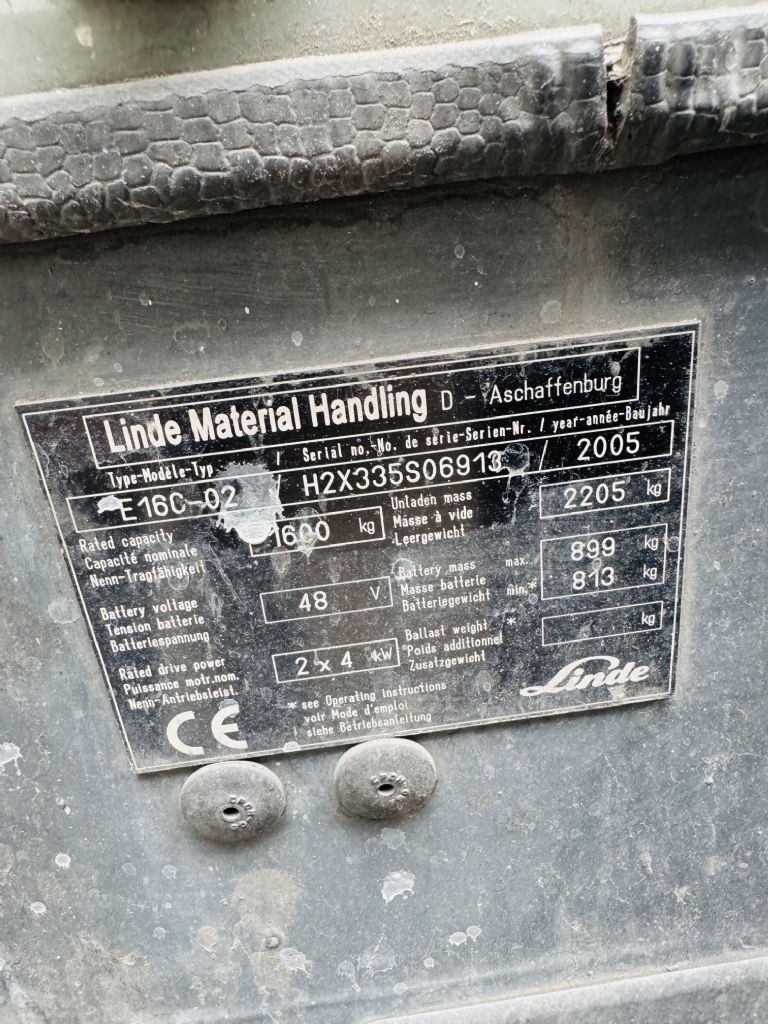 Linde Material Handling D - Aschaffenburg
Type-Modèle-Typ / Serial no.-No. de série-Serien-Nr. / year-année-Baujahr
E16C-02 / H2X335S06913 / 2005
Rated capacity
Capacité nominale
Nenn-Tragfähigkeit
1600 kg
Unladen mass
Masse à vide
Leergewicht
2205 kg
Battery voltage
Tension batterie
Batteriespannung
48 V
Battery mass
Masse batterie
Batteriegewicht
max. 899 kg
min.* 813 kg
Rated drive power
Puissance motr.nom.
Nenn-Antriebsleist.
2 x 4 kW
Ballast weight
Poids additionnel
Zusatzgewicht
* kg
* see Operating instructions
voir Mode d'emploi
siehe Betriebsanleitung
CE
Linde